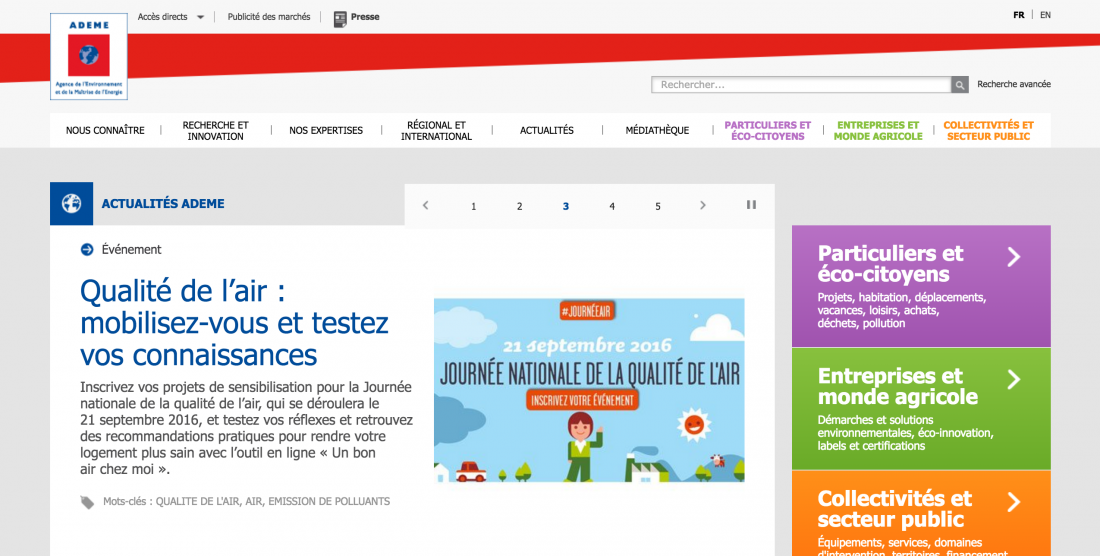 Accès directs
Publicité des marchés
Presse
FR
EN
ADEME
Agence de l'Environnement
et de la Maîtrise de l'Energie
Rechercher...
Recherche avancée
NOUS CONNAÎTRE
RECHERCHE ET
INNOVATION
NOS EXPERTISES
RÉGIONAL ET
INTERNATIONAL
ACTUALITÉS
MÉDIATHÈQUE
PARTICULIERS ET
ÉCO-CITOYENS
ENTREPRISES ET
MONDE AGRICOLE
COLLECTIVITÉS ET
SECTEUR PUBLIC
ACTUALITÉS ADEME
1 2 3 4 5
Événement
Qualité de l’air :
mobilisez-vous et testez
vos connaissances
Inscrivez vos projets de sensibilisation pour la Journée
nationale de la qualité de l’air, qui se déroulera le
21 septembre 2016, et testez vos réflexes et retrouvez
des recommandations pratiques pour rendre votre
logement plus sain avec l’outil en ligne « Un bon
air chez moi ».
Mots-clés : QUALITE DE L'AIR, AIR, EMISSION DE POLLUANTS
#JOURNÉEAIR
21 septembre 2016
JOURNÉE NATIONALE DE LA QUALITÉ DE L'AIR
INSCRIVEZ VOTRE ÉVÉNEMENT
Particuliers et
éco-citoyens
Projets, habitation, déplacements,
vacances, loisirs, achats,
déchets, pollution
Entreprises et
monde agricole
Démarches et solutions
environnementales, éco-innovation,
labels et certifications
Collectivités et
secteur public
Équipements, services, domaines
d'intervention, territoires, financement